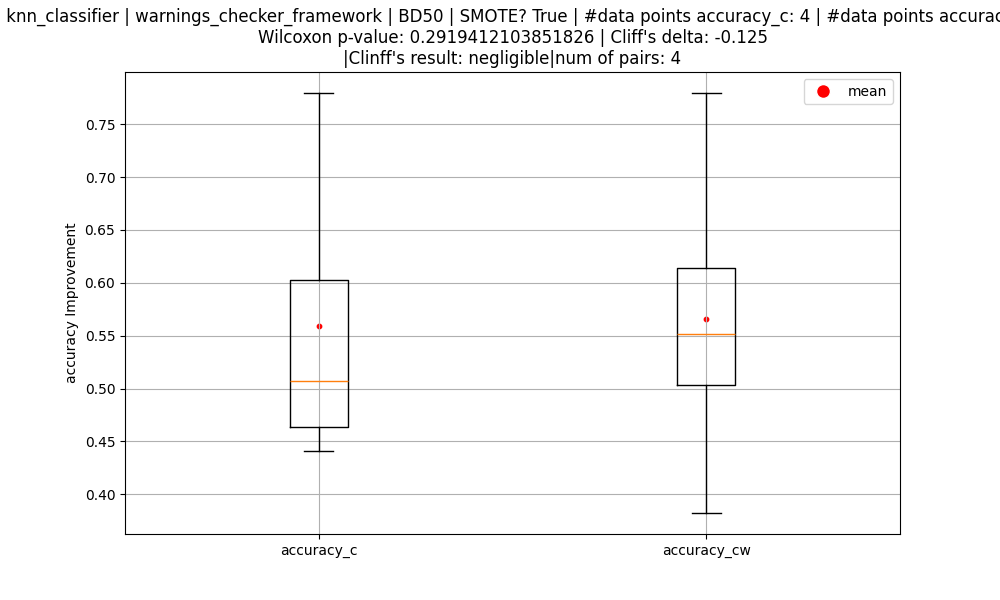 knn_classifier | warnings_checker_framework | BD50 | SMOTE? True | #data points accuracy_c: 4 | #data points
Wilcoxon p-value: 0.2919412103851826 | Cliff's delta: -0.125
|Clinff's result: negligible|num of pairs: 4
mean
0.75
0.70
0.65
0.60
0.55
0.50
0.45
0.40
accuracy Improvement
accuracy_c
accuracy_cw